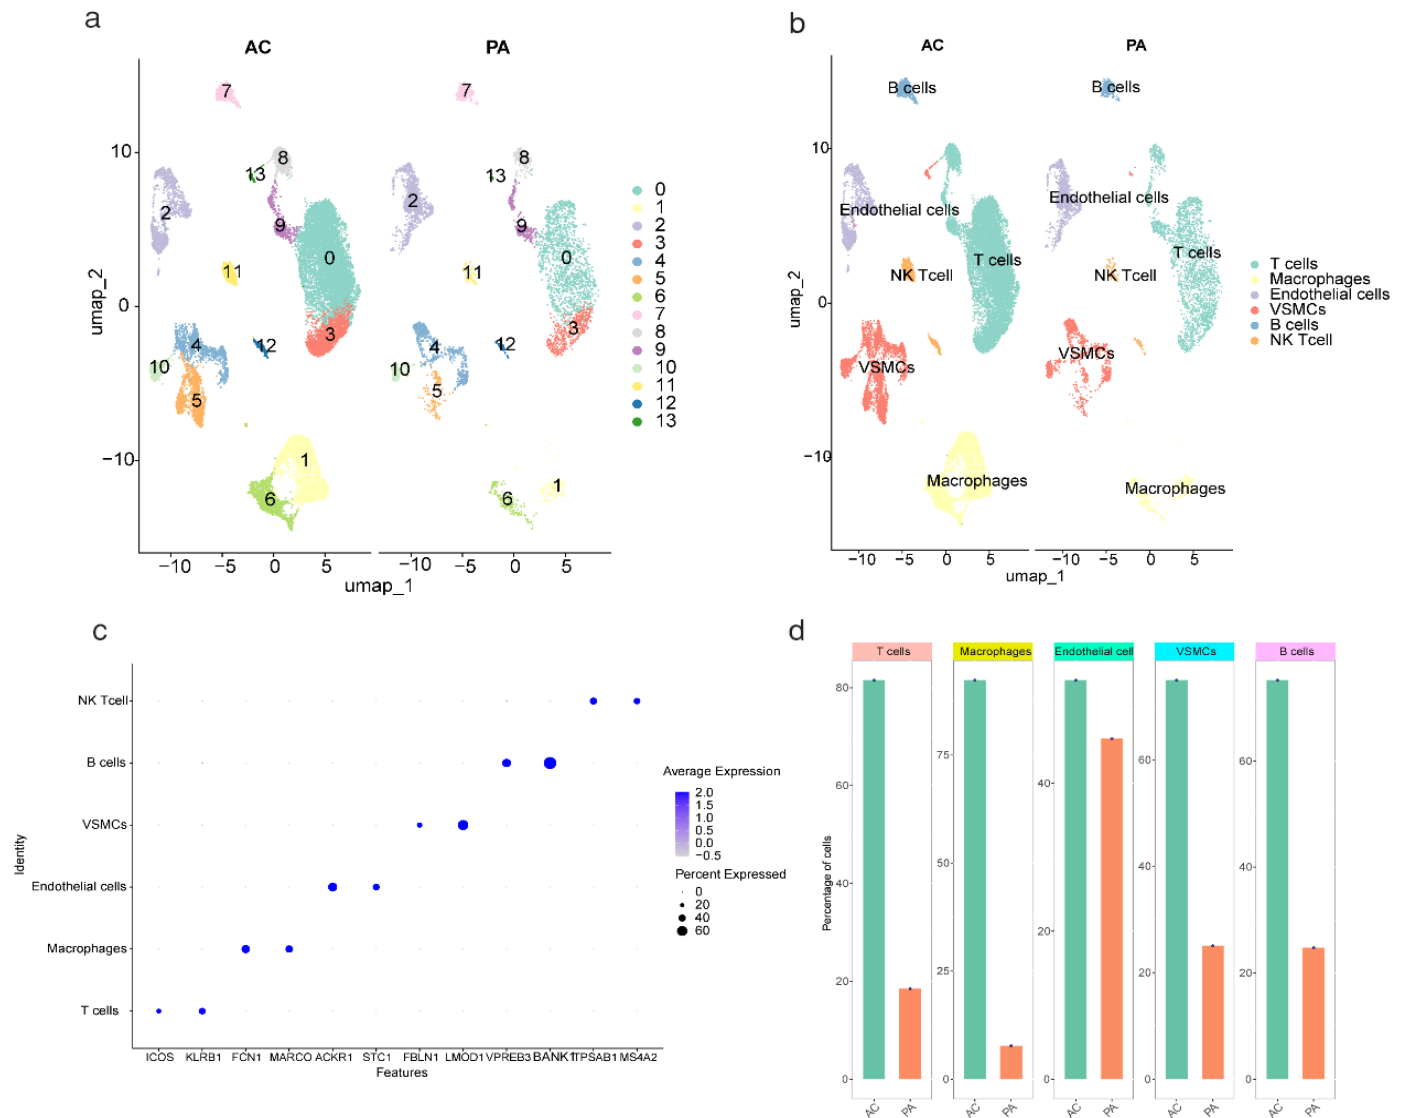 a
AC PA
7 7
8 8
13 13
2 2
9 9
11 11
0 0
3 3
4 4
12 12
10 10
5 5
1 1
6 6
10
0
−10
umap_2
−10 −5 0 5 −10 −5 0 5
umap_1
0
1
2
3
4
5
6
7
8
9
10
11
12
13
b
AC PA
B cells B cells
Endothelial cells Endothelial cells
T cells T cells
NK Tcell NK Tcell
VSMCs VSMCs
Macrophages Macrophages
10
0
−10
umap_2
−10 −5 0 5 −10 −5 0 5
umap_1
T cells
Macrophages
Endothelial cells
VSMCs
B cells
NK Tcell
c
Identity
NK Tcell
B cells
VSMCs
Endothelial cells
Macrophages
T cells
ICOS KLRB1 FCN1 MARCO ACKR1 STC1 FBLN1 LMOD1 VPREB3 BANK1 TPSAB1 MS4A2
Features
Average Expression
2.0
1.5
1.0
0.5
0.0
−0.5
Percent Expressed
0
20
40
60
d
T cells Macrophages Endothelial cell VSMCs B cells
Percentage of cells
80
60
40
20
0
75
50
25
0
40
20
0
60
40
20
0
60
40
20
0
AC PA AC PA AC PA AC PA AC PA